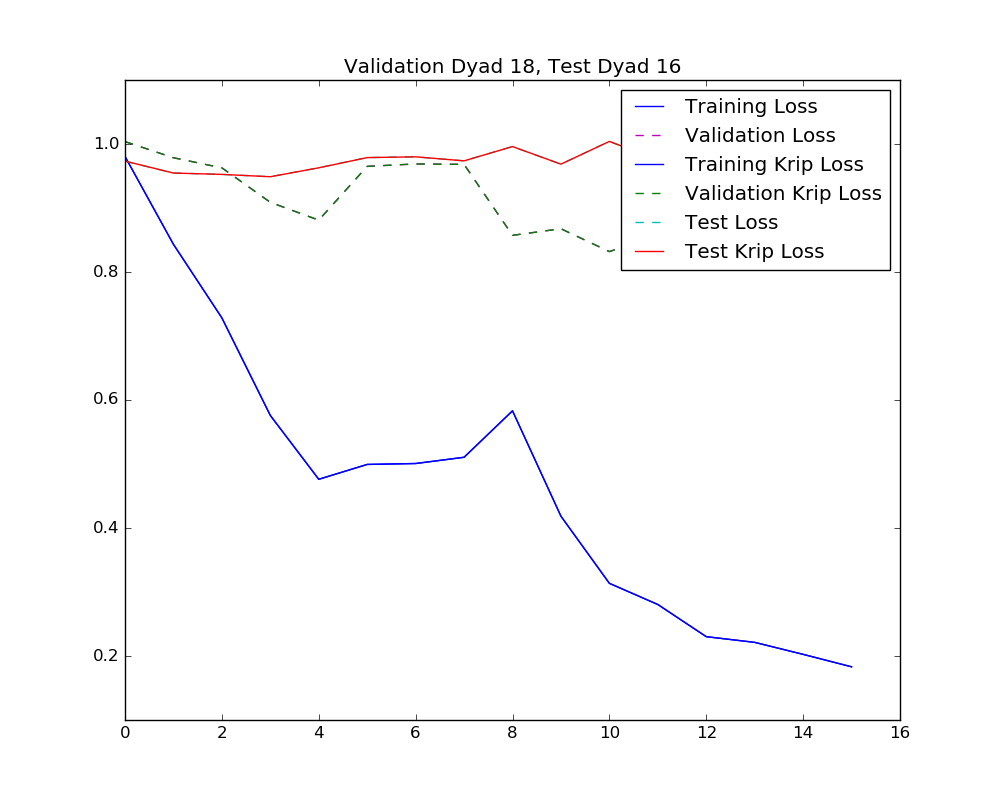 Validation Dyad 18, Test Dyad 16
Training Loss
Validation Loss
Training Krip Loss
Validation Krip Loss
Test Loss
Test Krip Loss
1.0
0.8
0.6
0.4
0.2
0 2 4 6 8 10 12 14 16